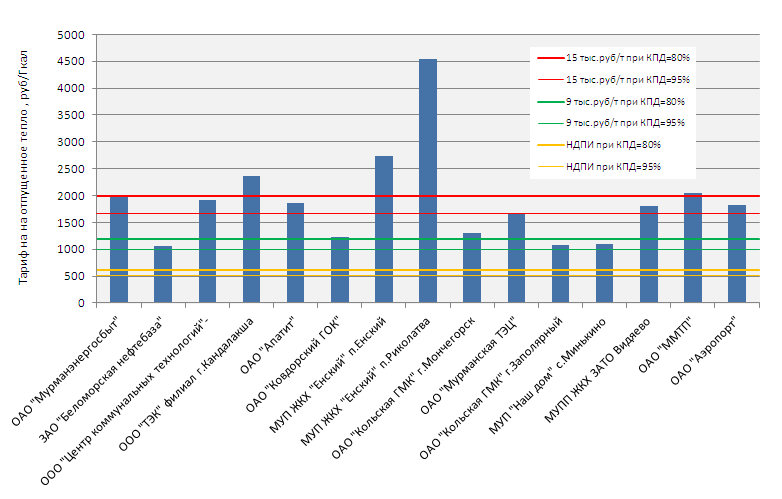 Тариф на на отпущенное тепло , руб/Гкал
5000
4500
4000
3500
3000
2500
2000
1500
1000
500
0
15 тыс.руб/т при КПД=80%
15 тыс.руб/т при КПД=95%
9 тыс.руб/т при КПД=80%
9 тыс.руб/т при КПД=95%
НДПИ при КПД=80%
НДПИ при КПД=95%
ОАО "Мурманэнергосбыт"
ЗАО "Беломорская нефтебаза"
ООО "Центр коммунальных технологий"-
ООО "ТЭК" филиал г.Кандалакша
ОАО "Апатит"
ОАО "Ковдорский ГОК"
МУП ЖКХ "Енский" п.Енский
МУП ЖКХ "Енский" п.Риколатва
ОАО "Кольская ГМК" г.Мончегорск
ОАО "Мурманская ТЭЦ"
ОАО "Кольская ГМК" г.Заполярный
МУП "Наш дом" с.Минькино
МУПП ЖКХ ЗАТО Видяево
ОАО "ММТП"
ОАО "Аэропорт"